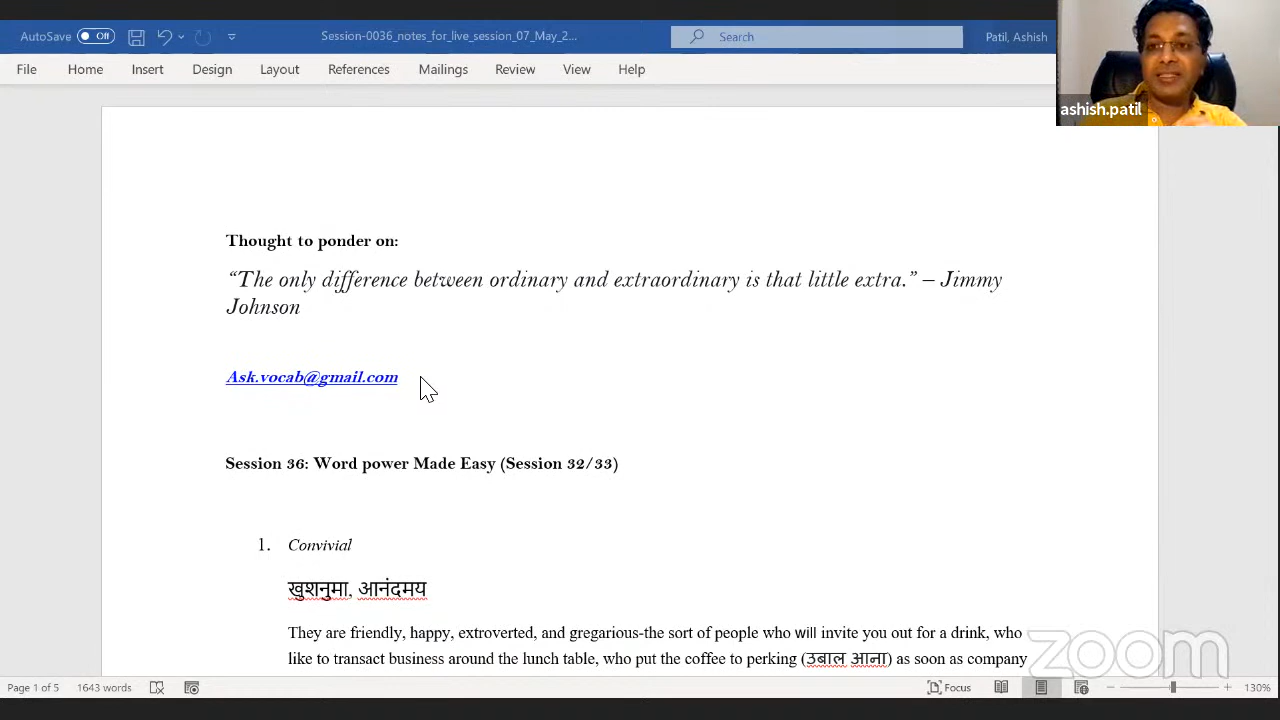 AutoSave Off Session-0036_notes_for_live_session_07_May_2... Search Patil, Ashish
File Home Insert Design Layout References Mailings Review View Help
ashish.patil
Thought to ponder on:
“The only difference between ordinary and extraordinary is that little extra.” – Jimmy
Johnson
Ask.vocab@gmail.com
Session 36: Word power Made Easy (Session 32/33)
1. Convivial
खुशनुमा, आनंदमय
They are friendly, happy, extroverted, and gregarious-the sort of people who will invite you out for a drink, who
like to transact business around the lunch table, who put the coffee to perking (उबाल आना) as soon as company
zoom
Page 1 of 5 1643 words Focus 130%